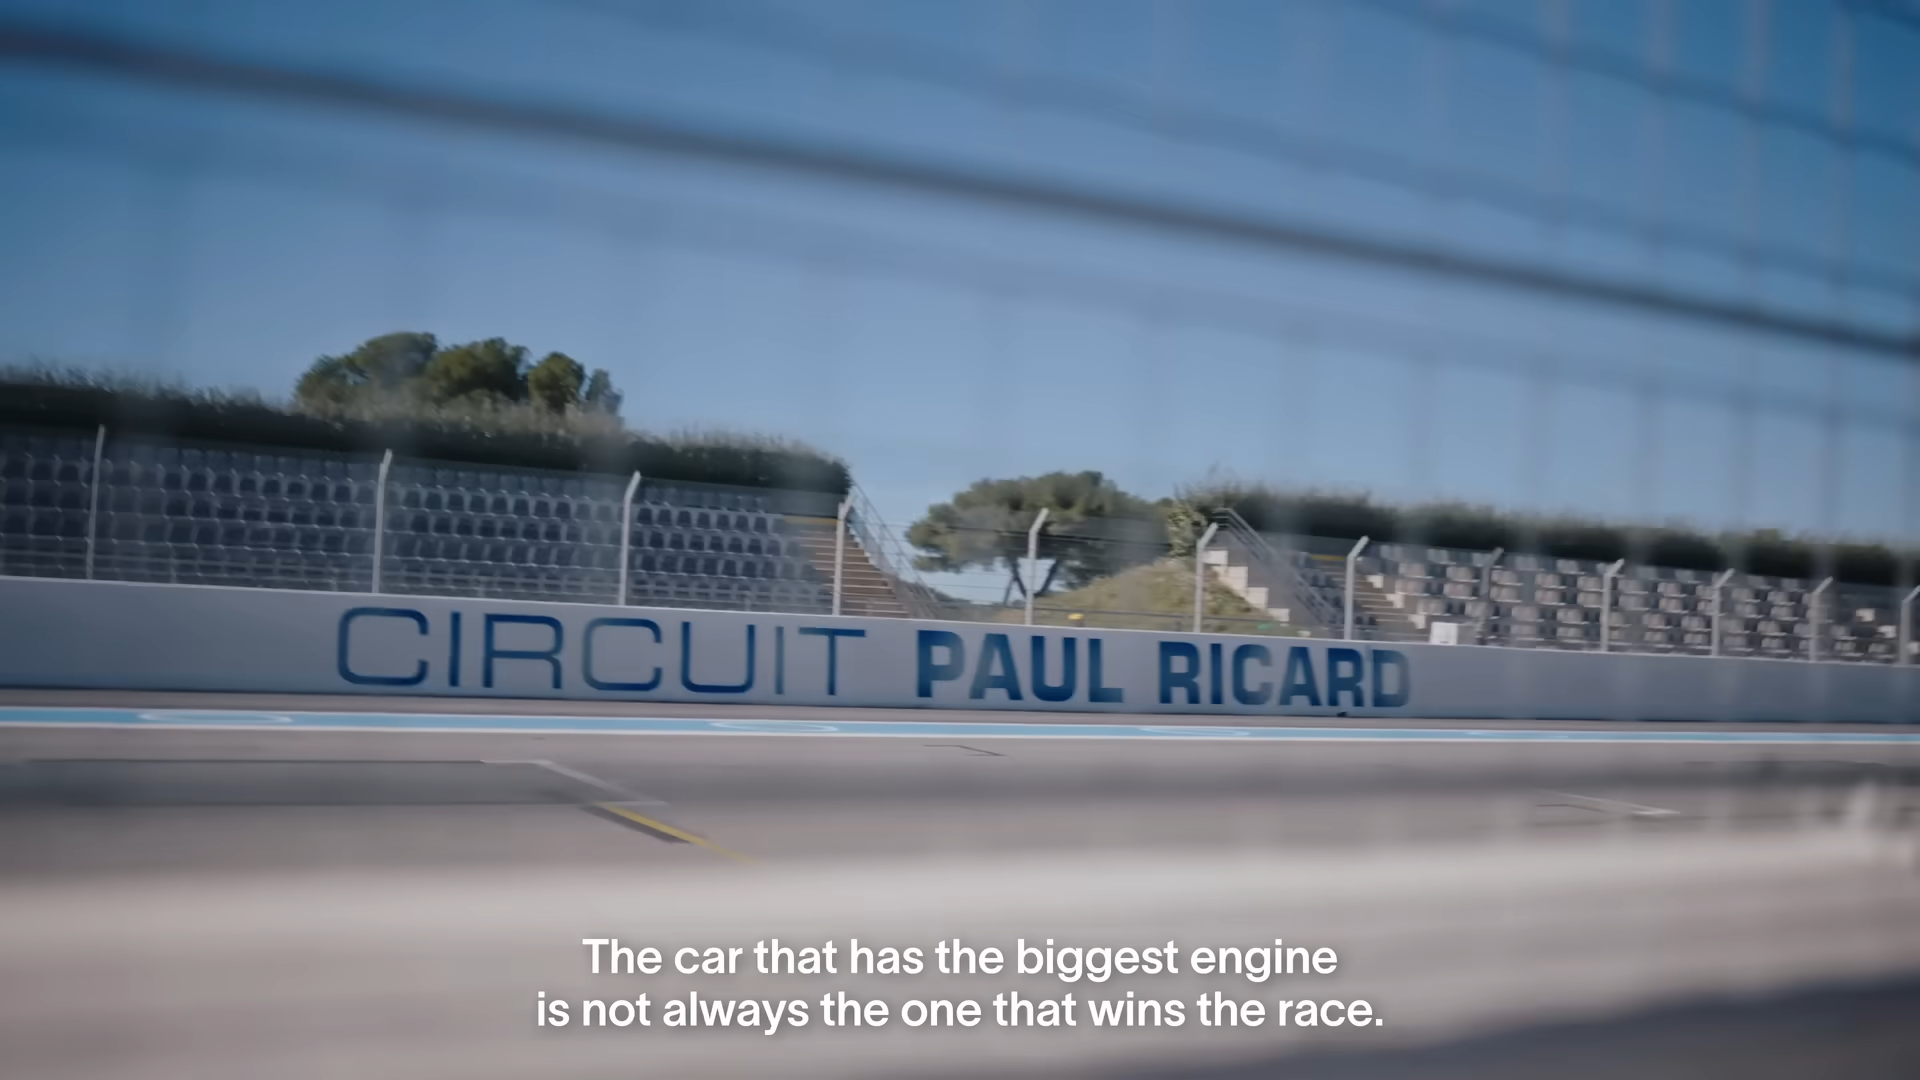 CIRCUIT PAUL RICARD
The car that has the biggest engine
is not always the one that wins the race.